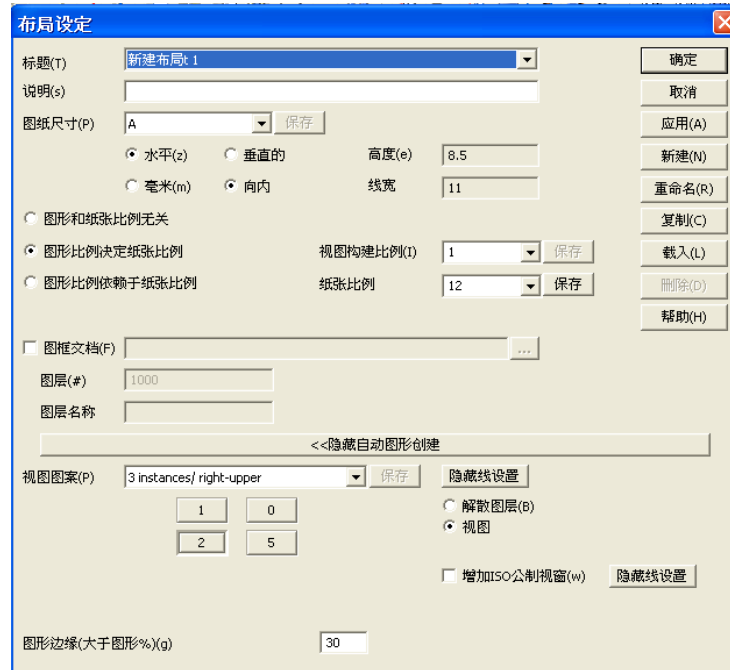 布局设定
标题(T) 新建布局t 1 确定
说明(s) 取消
图纸尺寸(P) A 保存 应用(A)
水平(z) 垂直的 高度(e) 8.5 新建(N)
毫米(m) 向内 线宽 11 重命名(R)
图形和纸张比例无关 复制(C)
图形比例决定纸张比例 视图构建比例(I) 1 保存 载入(L)
图形比例依赖于纸张比例 纸张比例 12 保存 删除(D)
帮助(H)
图框文档(F) ...
图层(#) 1000
图层名称
<<隐藏自动图形创建
视图图案(P) 3 instances/ right-upper 保存 隐藏线设置
1 0 解散图层(B)
视图
2 5
增加ISO公制视窗(w) 隐藏线设置
图形边缘(大于图形%)(g) 30